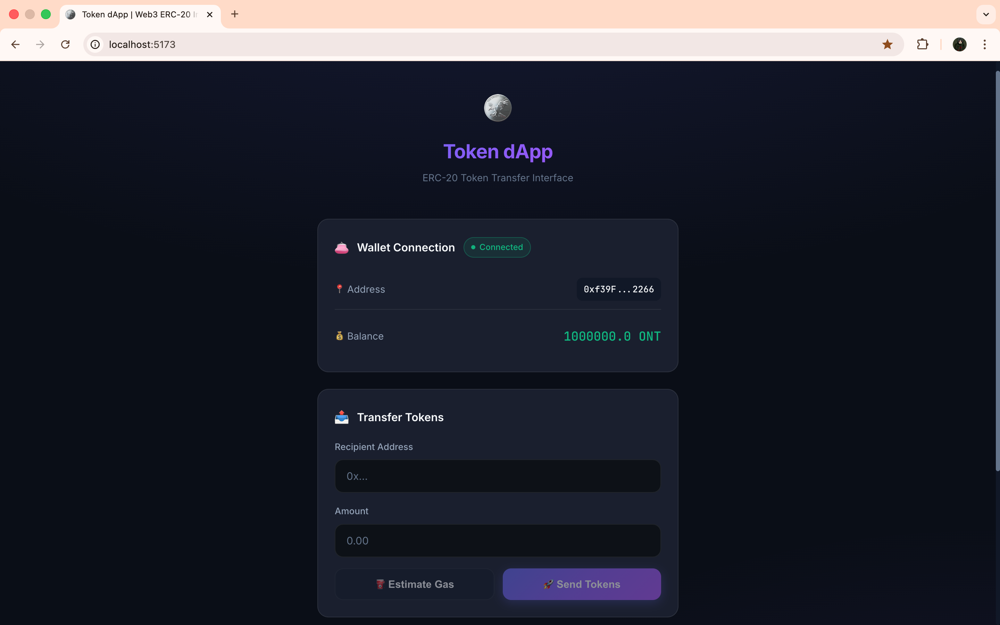 Token dApp | Web3 ERC-20
localhost:5173
Token dApp
ERC-20 Token Transfer Interface
Wallet Connection
Connected
Address
0xf39F...2266
Balance
1000000.0 ONT
Transfer Tokens
Recipient Address
0x...
Amount
0.00
Estimate Gas
Send Tokens